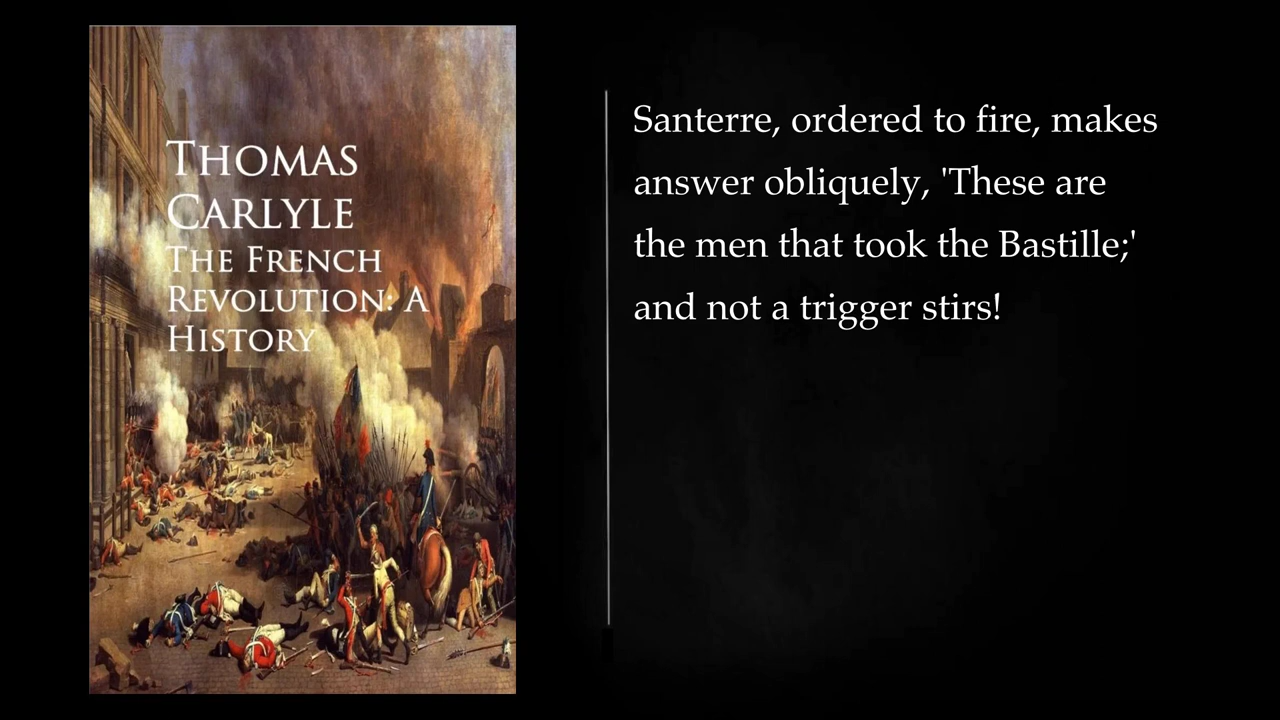 THOMAS
CARLYLE
THE FRENCH
REVOLUTION: A
HISTORY
Santerre, ordered to fire, makes
answer obliquely, 'These are
the men that took the Bastille;'
and not a trigger stirs!